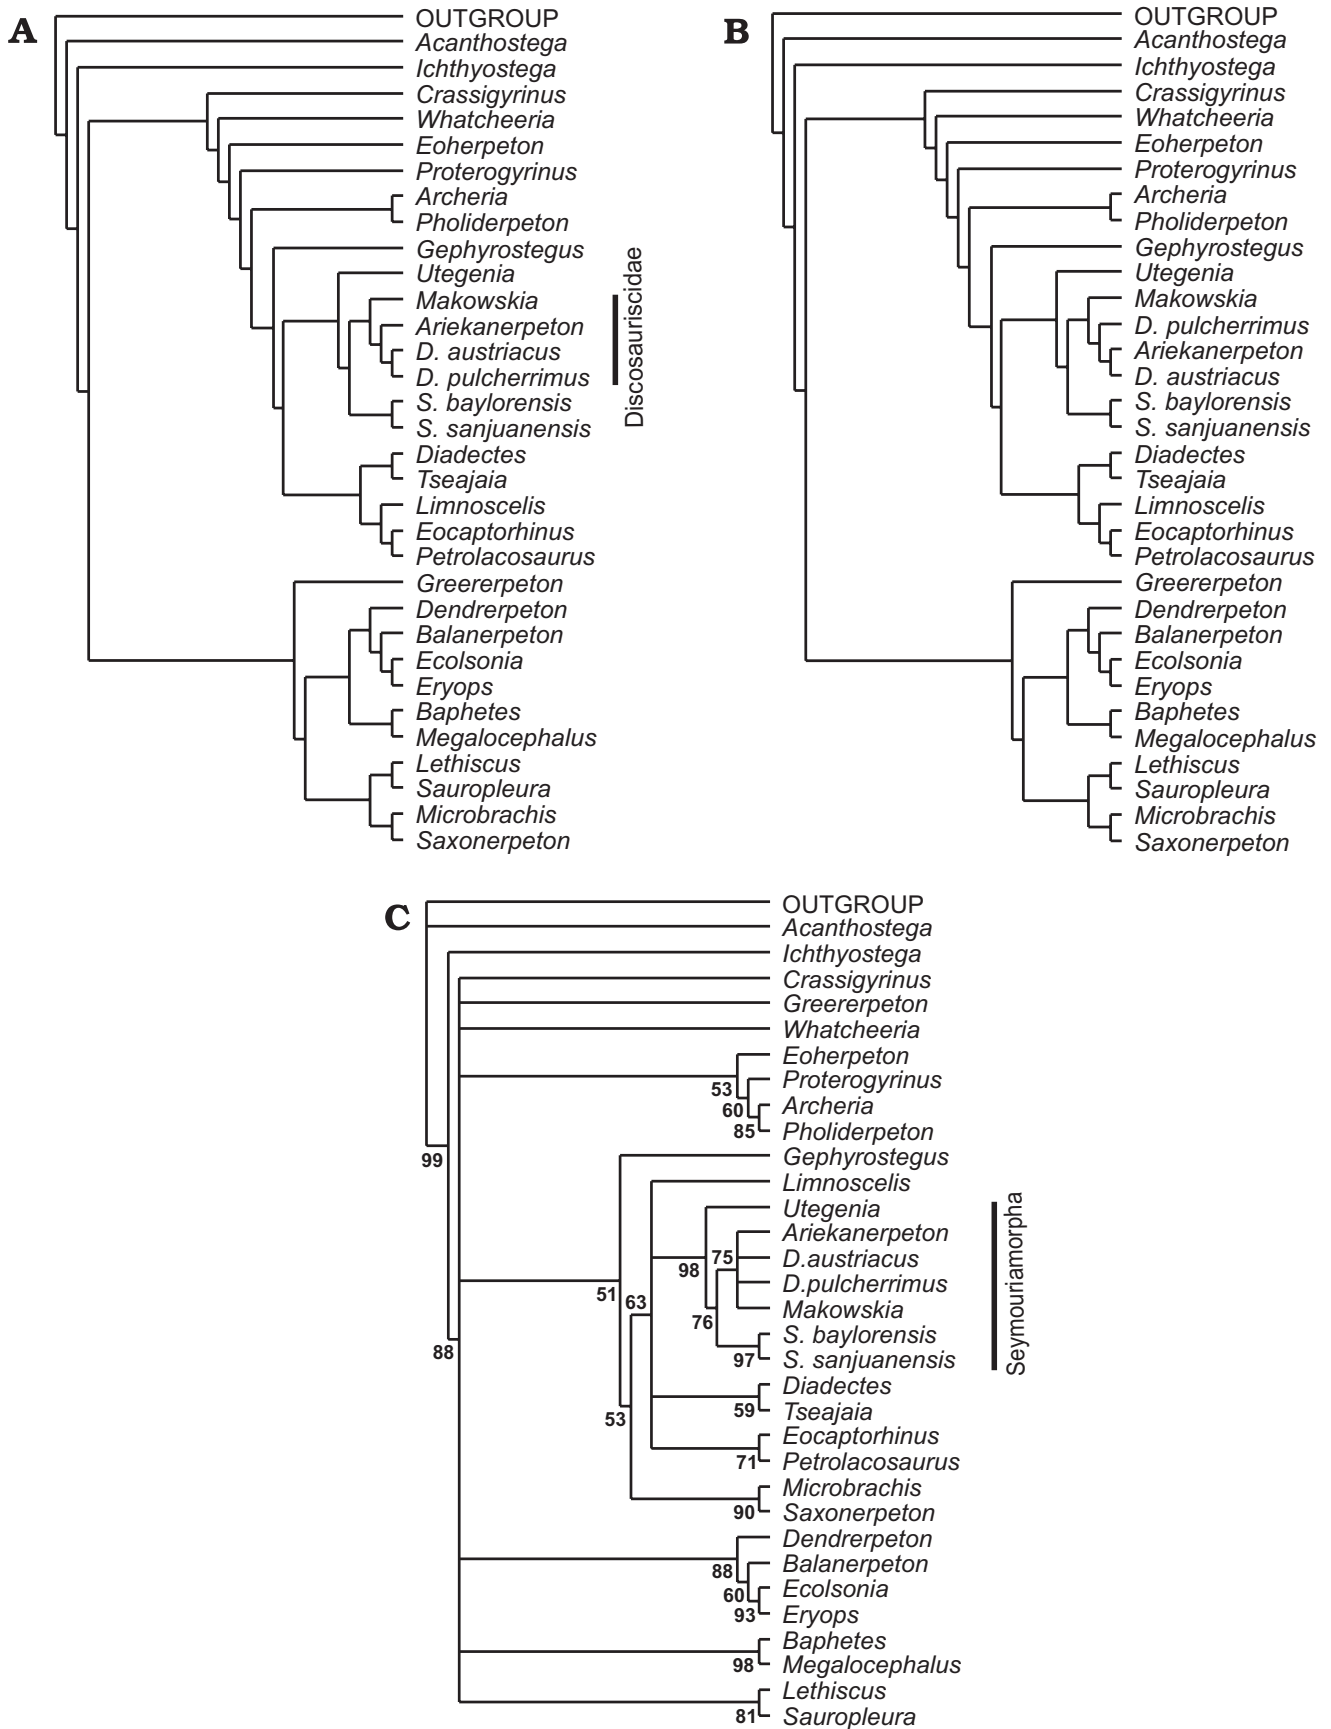 A
OUTGROUP
Acanthostega
Ichthyostega
Crassigyrinus
Whatcheeria
Eoherpeton
Proterogyrinus
Archeria
Pholiderpeton
Gephyrostegus
Utegenia
Makowskia
Ariekanerpeton
D. austriacus
D. pulcherrimus
S. baylorensis
S. sanjuanensis
Diadectes
Tseajaia
Limnoscelis
Eocaptorhinus
Petrolacosaurus
Greererpeton
Dendrerpeton
Balanerpeton
Ecolsonia
Eryops
Baphetes
Megalocephalus
Lethiscus
Sauropleura
Microbrachis
Saxonerpeton
Discosauriscidae
B
OUTGROUP
Acanthostega
Ichthyostega
Crassigyrinus
Whatcheeria
Eoherpeton
Proterogyrinus
Archeria
Pholiderpeton
Gephyrostegus
Utegenia
Makowskia
D. pulcherrimus
Ariekanerpeton
D. austriacus
S. baylorensis
S. sanjuanensis
Diadectes
Tseajaia
Limnoscelis
Eocaptorhinus
Petrolacosaurus
Greererpeton
Dendrerpeton
Balanerpeton
Ecolsonia
Eryops
Baphetes
Megalocephalus
Lethiscus
Sauropleura
Microbrachis
Saxonerpeton
C
OUTGROUP
Acanthostega
Ichthyostega
Crassigyrinus
Greererpeton
Whatcheeria
Eoherpeton
Proterogyrinus
53
Archeria
60
Pholiderpeton
85
Gephyrostegus
99
Limnoscelis
Utegenia
Ariekanerpeton
D.austriacus
75
98
D.pulcherrimus
51
63
Makowskia
76
S. baylorensis
88
S. sanjuanensis
97
Diadectes
Tseajaia
59
53
Eocaptorhinus
Petrolacosaurus
71
Microbrachis
Saxonerpeton
90
Dendrerpeton
Balanerpeton
88
Ecolsonia
60
Eryops
93
Baphetes
Megalocephalus
98
Lethiscus
Sauropleura
81
Seymouriamorpha